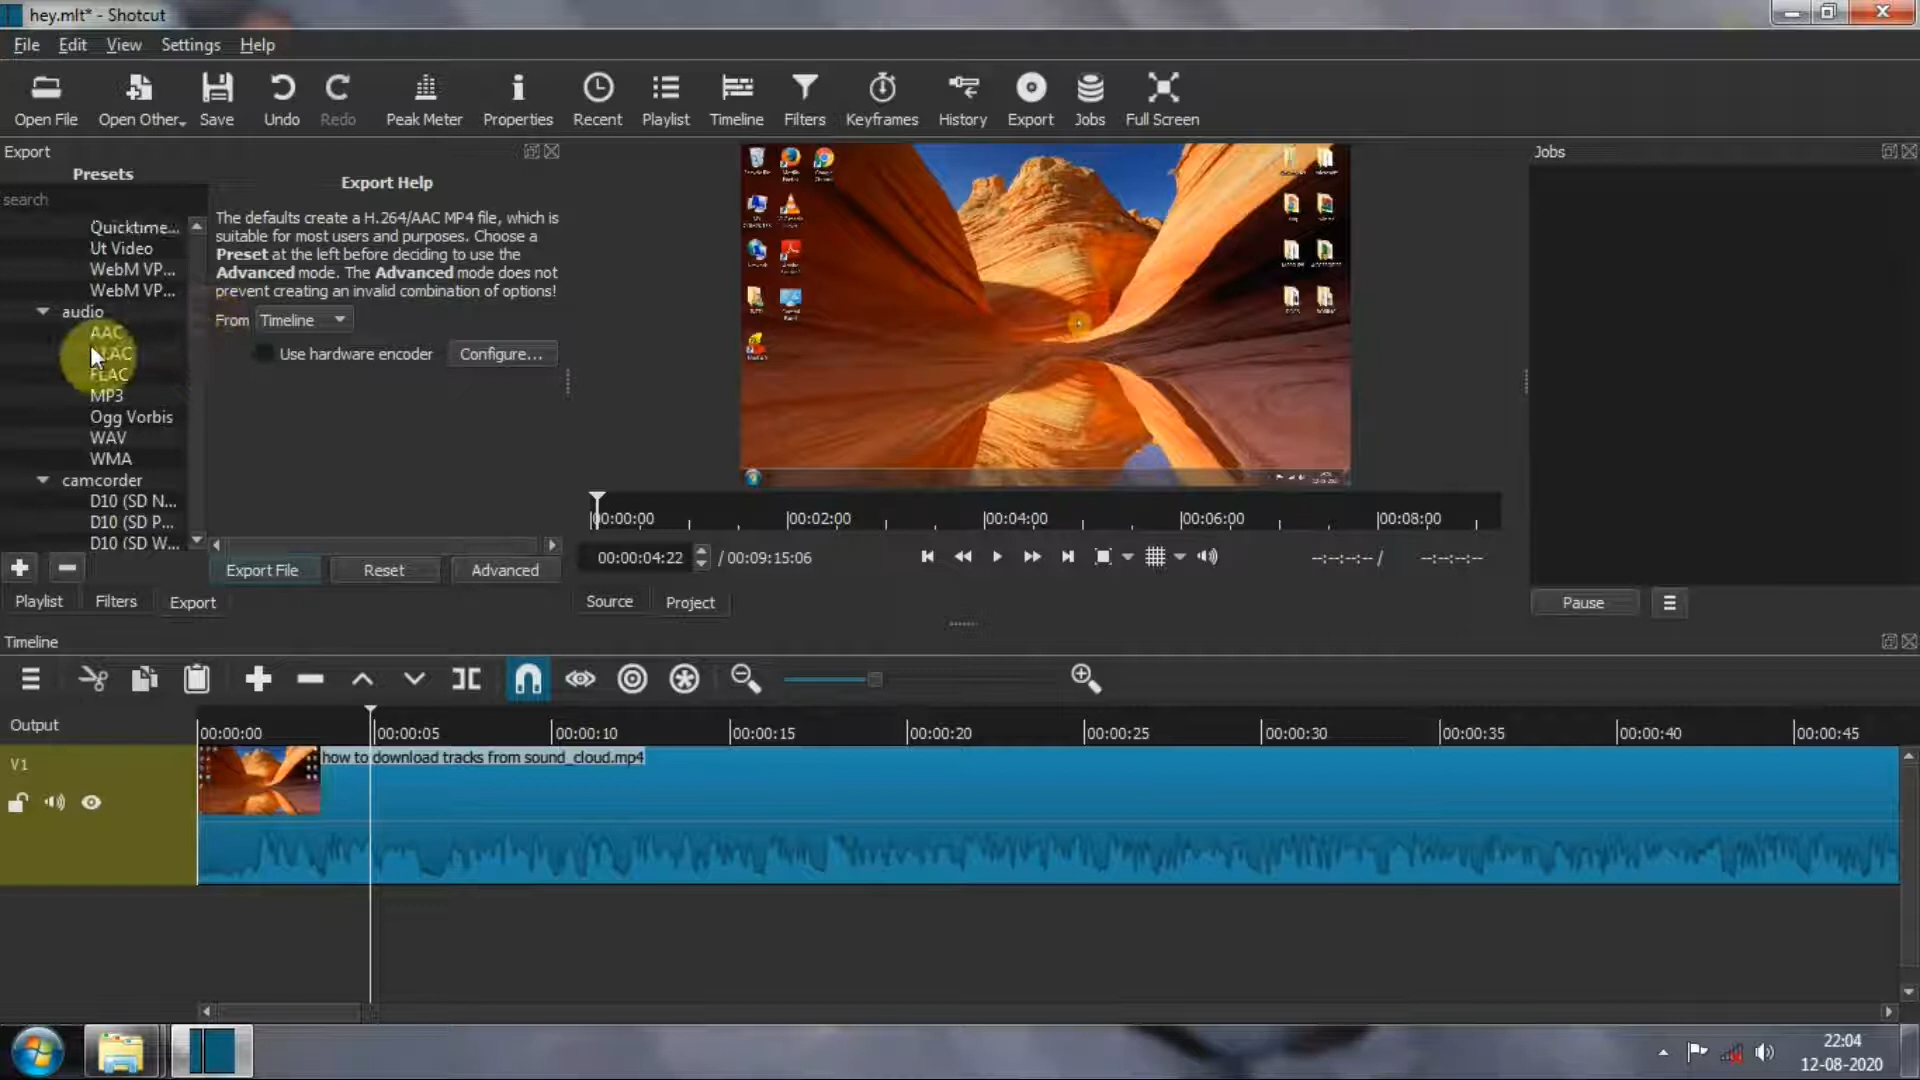 hey.mlt* - Shotcut
File Edit View Settings Help
Open File Open Other Save Undo Redo Peak Meter Properties Recent Playlist Timeline Filters Keyframes History Export Jobs Full Screen
Export
Presets
search
Quicktime...
Ut Video
WebM VP...
WebM VP...
audio
AAC
ALAC
FLAC
MP3
Ogg Vorbis
WAV
WMA
camcorder
D10 (SD N...
D10 (SD P...
D10 (SD W...
Export Help
The defaults create a H.264/AAC MP4 file, which is
suitable for most users and purposes. Choose a
Preset at the left before deciding to use the
Advanced mode. The Advanced mode does not
prevent creating an invalid combination of options!
From Timeline
Use hardware encoder Configure...
Export File Reset Advanced
Playlist Filters Export
00:00:00 00:02:00 00:04:00 00:06:00 00:08:00
00:00:04:22 / 00:09:15:06 --:--:--:-- / --:--:--:--
Source Project
Jobs
Pause
Timeline
Output
00:00:00 00:00:05 00:00:10 00:00:15 00:00:20 00:00:25 00:00:30 00:00:35 00:00:40 00:00:45
V1
how to download tracks from sound_cloud.mp4
22:04
12-08-2020